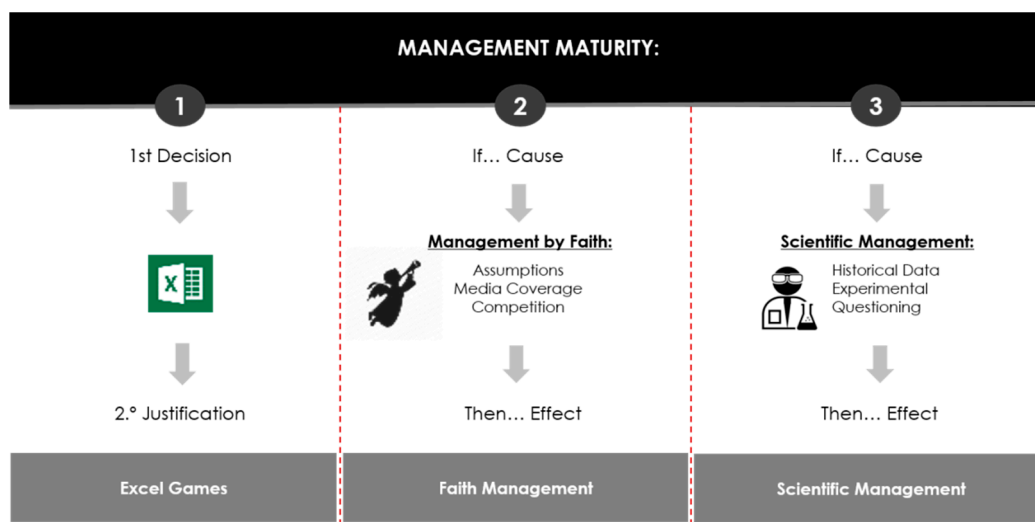 MANAGEMENT MATURITY:
1
1st Decision
X
2.º Justification
Excel Games
2
If... Cause
Management by Faith:
Assumptions
Media Coverage
Competition
Then... Effect
Faith Management
3
If... Cause
Scientific Management:
Historical Data
Experimental
Questioning
Then... Effect
Scientific Management